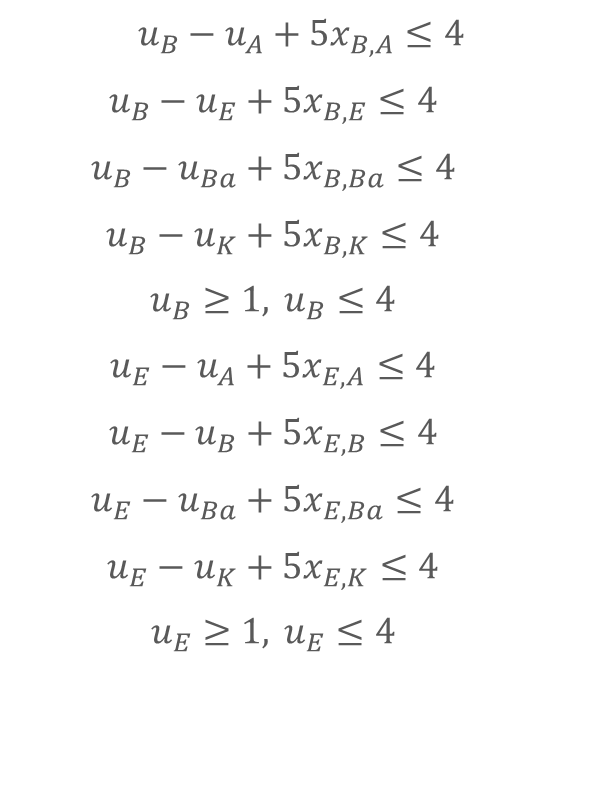 u_B − u_A + 5x_{B,A} ≤ 4
u_B − u_E + 5x_{B,E} ≤ 4
u_B − u_{Ba} + 5x_{B,Ba} ≤ 4
u_B − u_K + 5x_{B,K} ≤ 4
u_B ≥ 1, u_B ≤ 4
u_E − u_A + 5x_{E,A} ≤ 4
u_E − u_B + 5x_{E,B} ≤ 4
u_E − u_{Ba} + 5x_{E,Ba} ≤ 4
u_E − u_K + 5x_{E,K} ≤ 4
u_E ≥ 1, u_E ≤ 4